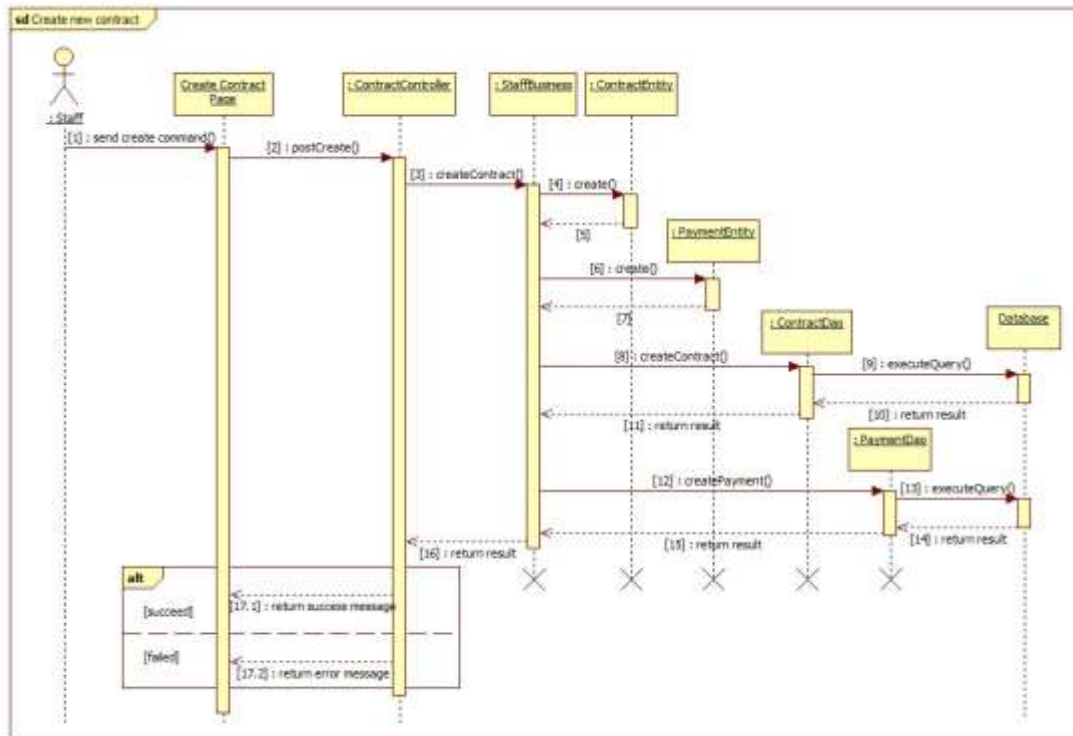 sd Create new contract
: Staff
Create Contract
Page
: ContractController
: StaffBusiness
: ContractEntity
[1] : send create command()
[2] : postCreate()
[3] : createContract()
[4] : create()
[5]
: PaymentEntity
[6] : create()
[7]
: ContractDao
Database
[8] : createContract()
[9] : executeQuery()
[10] : return result
[11] : return result
: PaymentDao
[12] : createPayment()
[13] : executeQuery()
[14] : return result
[15] : return result
[16] : return result
alt
[17.1] : return success message
[succeed]
[failed]
[17.2] : return error message